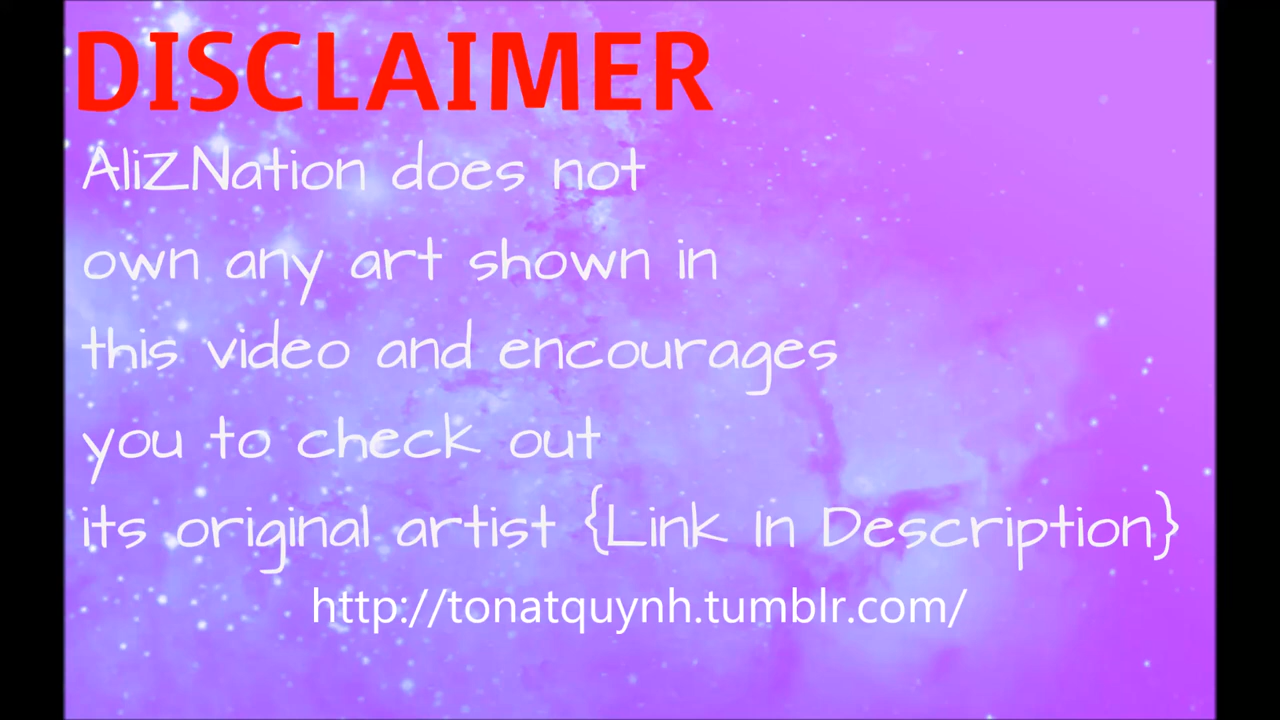 DISCLAIMER
AliZNation does not
own any art shown in
this video and encourages
you to check out
its original artist {Link In Description}
http://tonatquynh.tumblr.com/